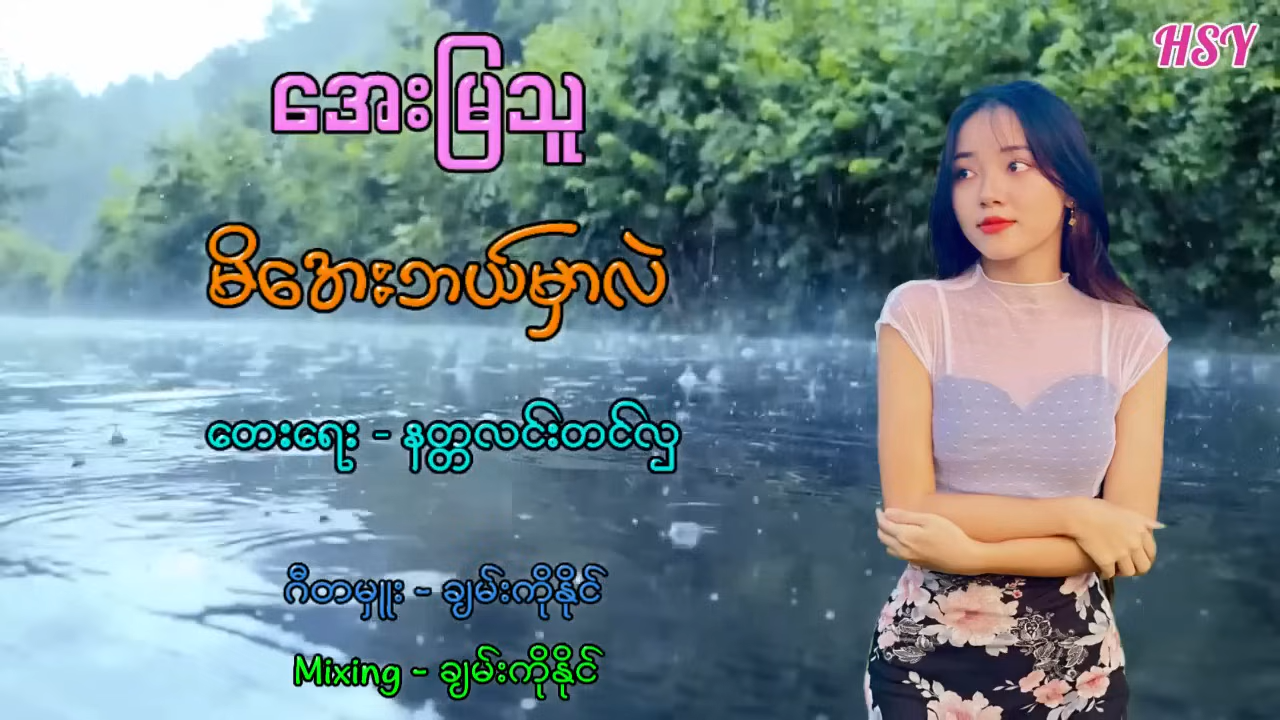 HSY
အေးမြသူ
မိအေးဘယ်မှာလဲ
တေးရေး - နတ္တလင်းတင်လှ
ဂီတမှူး - ချမ်းကိုနိုင်
Mixing - ချမ်းကိုနိုင်